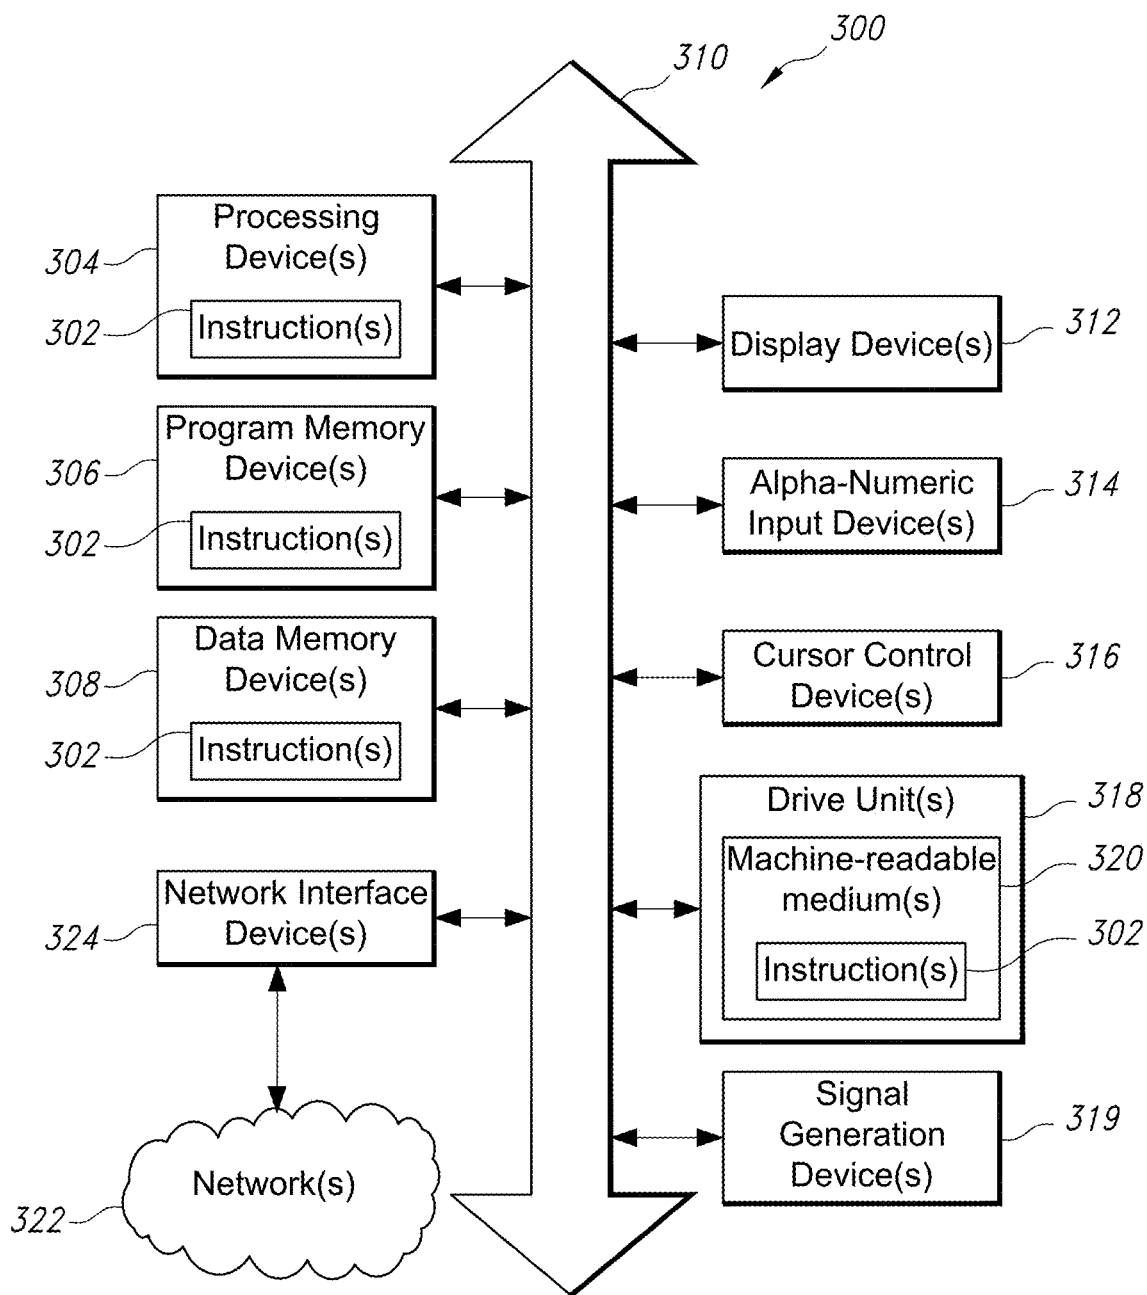 300
310
Processing
Device(s)
304
302
Instruction(s)
Program Memory
Device(s)
306
302
Instruction(s)
Data Memory
Device(s)
308
302
Instruction(s)
Network Interface
Device(s)
324
Network(s)
322
Display Device(s)
312
Alpha-Numeric
Input Device(s)
314
Cursor Control
Device(s)
316
Drive Unit(s)
318
Machine-readable
medium(s)
320
Instruction(s)
302
Signal
Generation
Device(s)
319